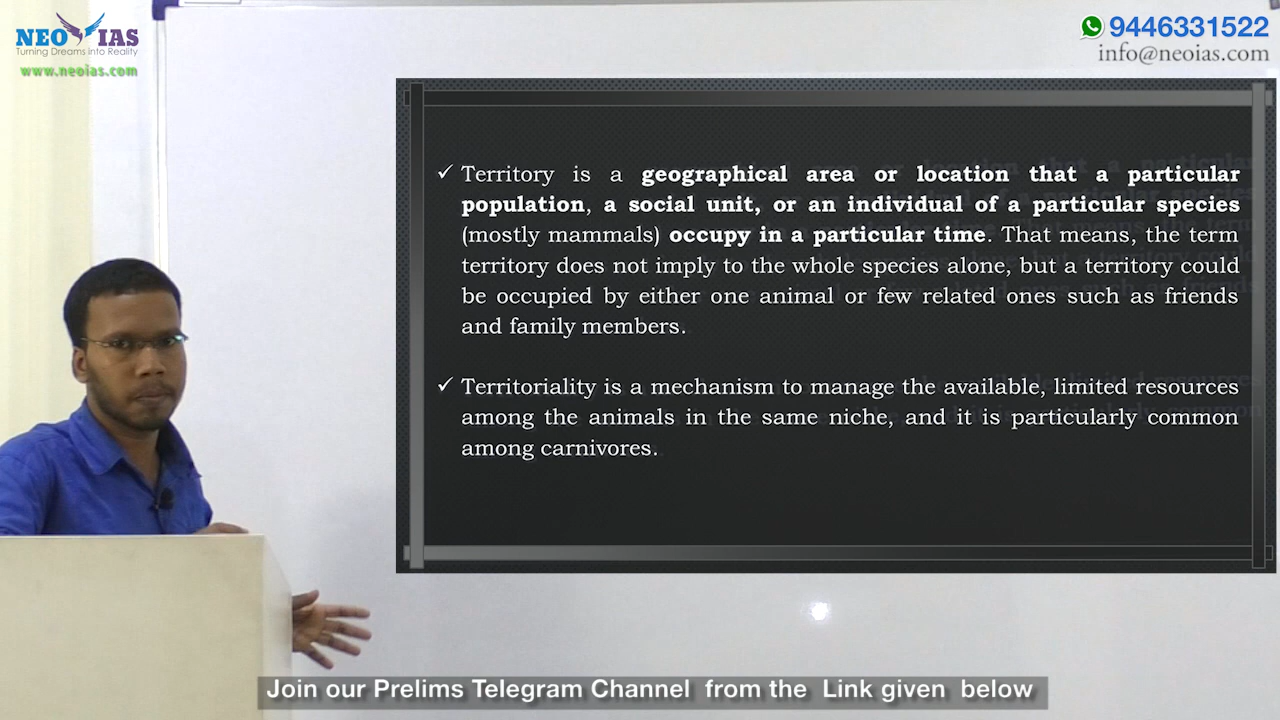 NEO IAS
Turning Dreams into Reality
www.neoias.com
9446331522
info@neoias.com
✓ Territory is a geographical area or location that a particular
population, a social unit, or an individual of a particular species
(mostly mammals) occupy in a particular time. That means, the term
territory does not imply to the whole species alone, but a territory could
be occupied by either one animal or few related ones such as friends
and family members.
✓ Territoriality is a mechanism to manage the available, limited resources
among the animals in the same niche, and it is particularly common
among carnivores.
Join our Prelims Telegram Channel from the Link given below